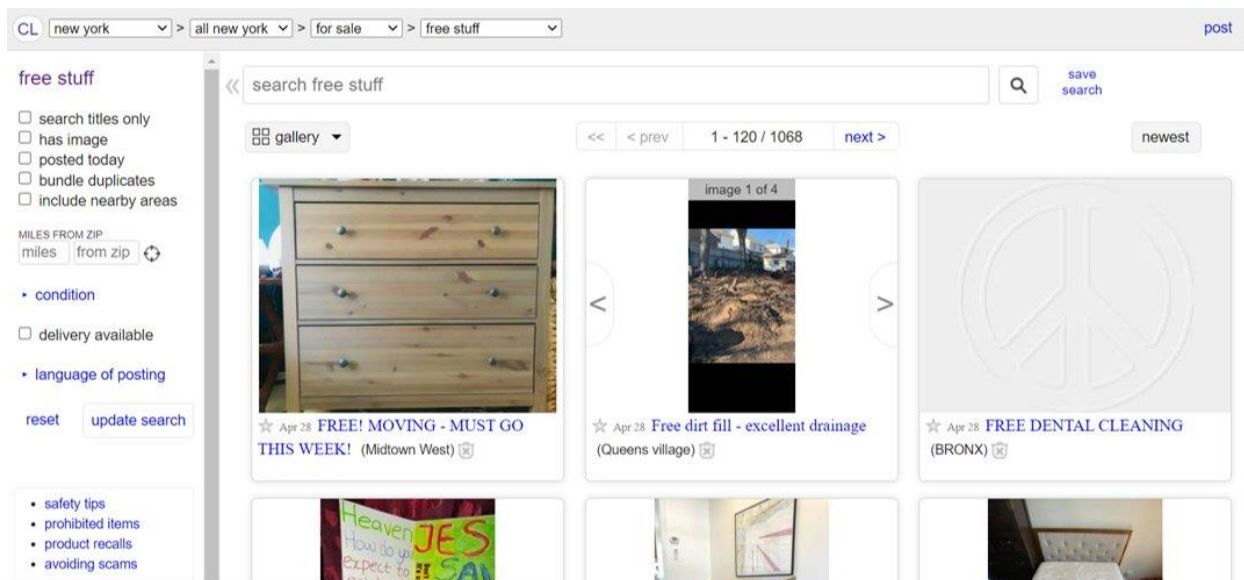 CL new york > all new york > for sale > free stuff post
free stuff
search titles only
has image
posted today
bundle duplicates
include nearby areas
MILES FROM ZIP
miles from zip
condition
delivery available
language of posting
reset update search
safety tips
prohibited items
product recalls
avoiding scams
« search free stuff save
search
gallery << < prev 1 - 120 / 1068 next > newest
Apr 28 FREE! MOVING - MUST GO
THIS WEEK! (Midtown West)
image 1 of 4
< >
Apr 28 Free dirt fill - excellent drainage
(Queens village)
Apr 28 FREE DENTAL CLEANING
(BRONX)
Heaven
How do you
expect to
JES
SAV